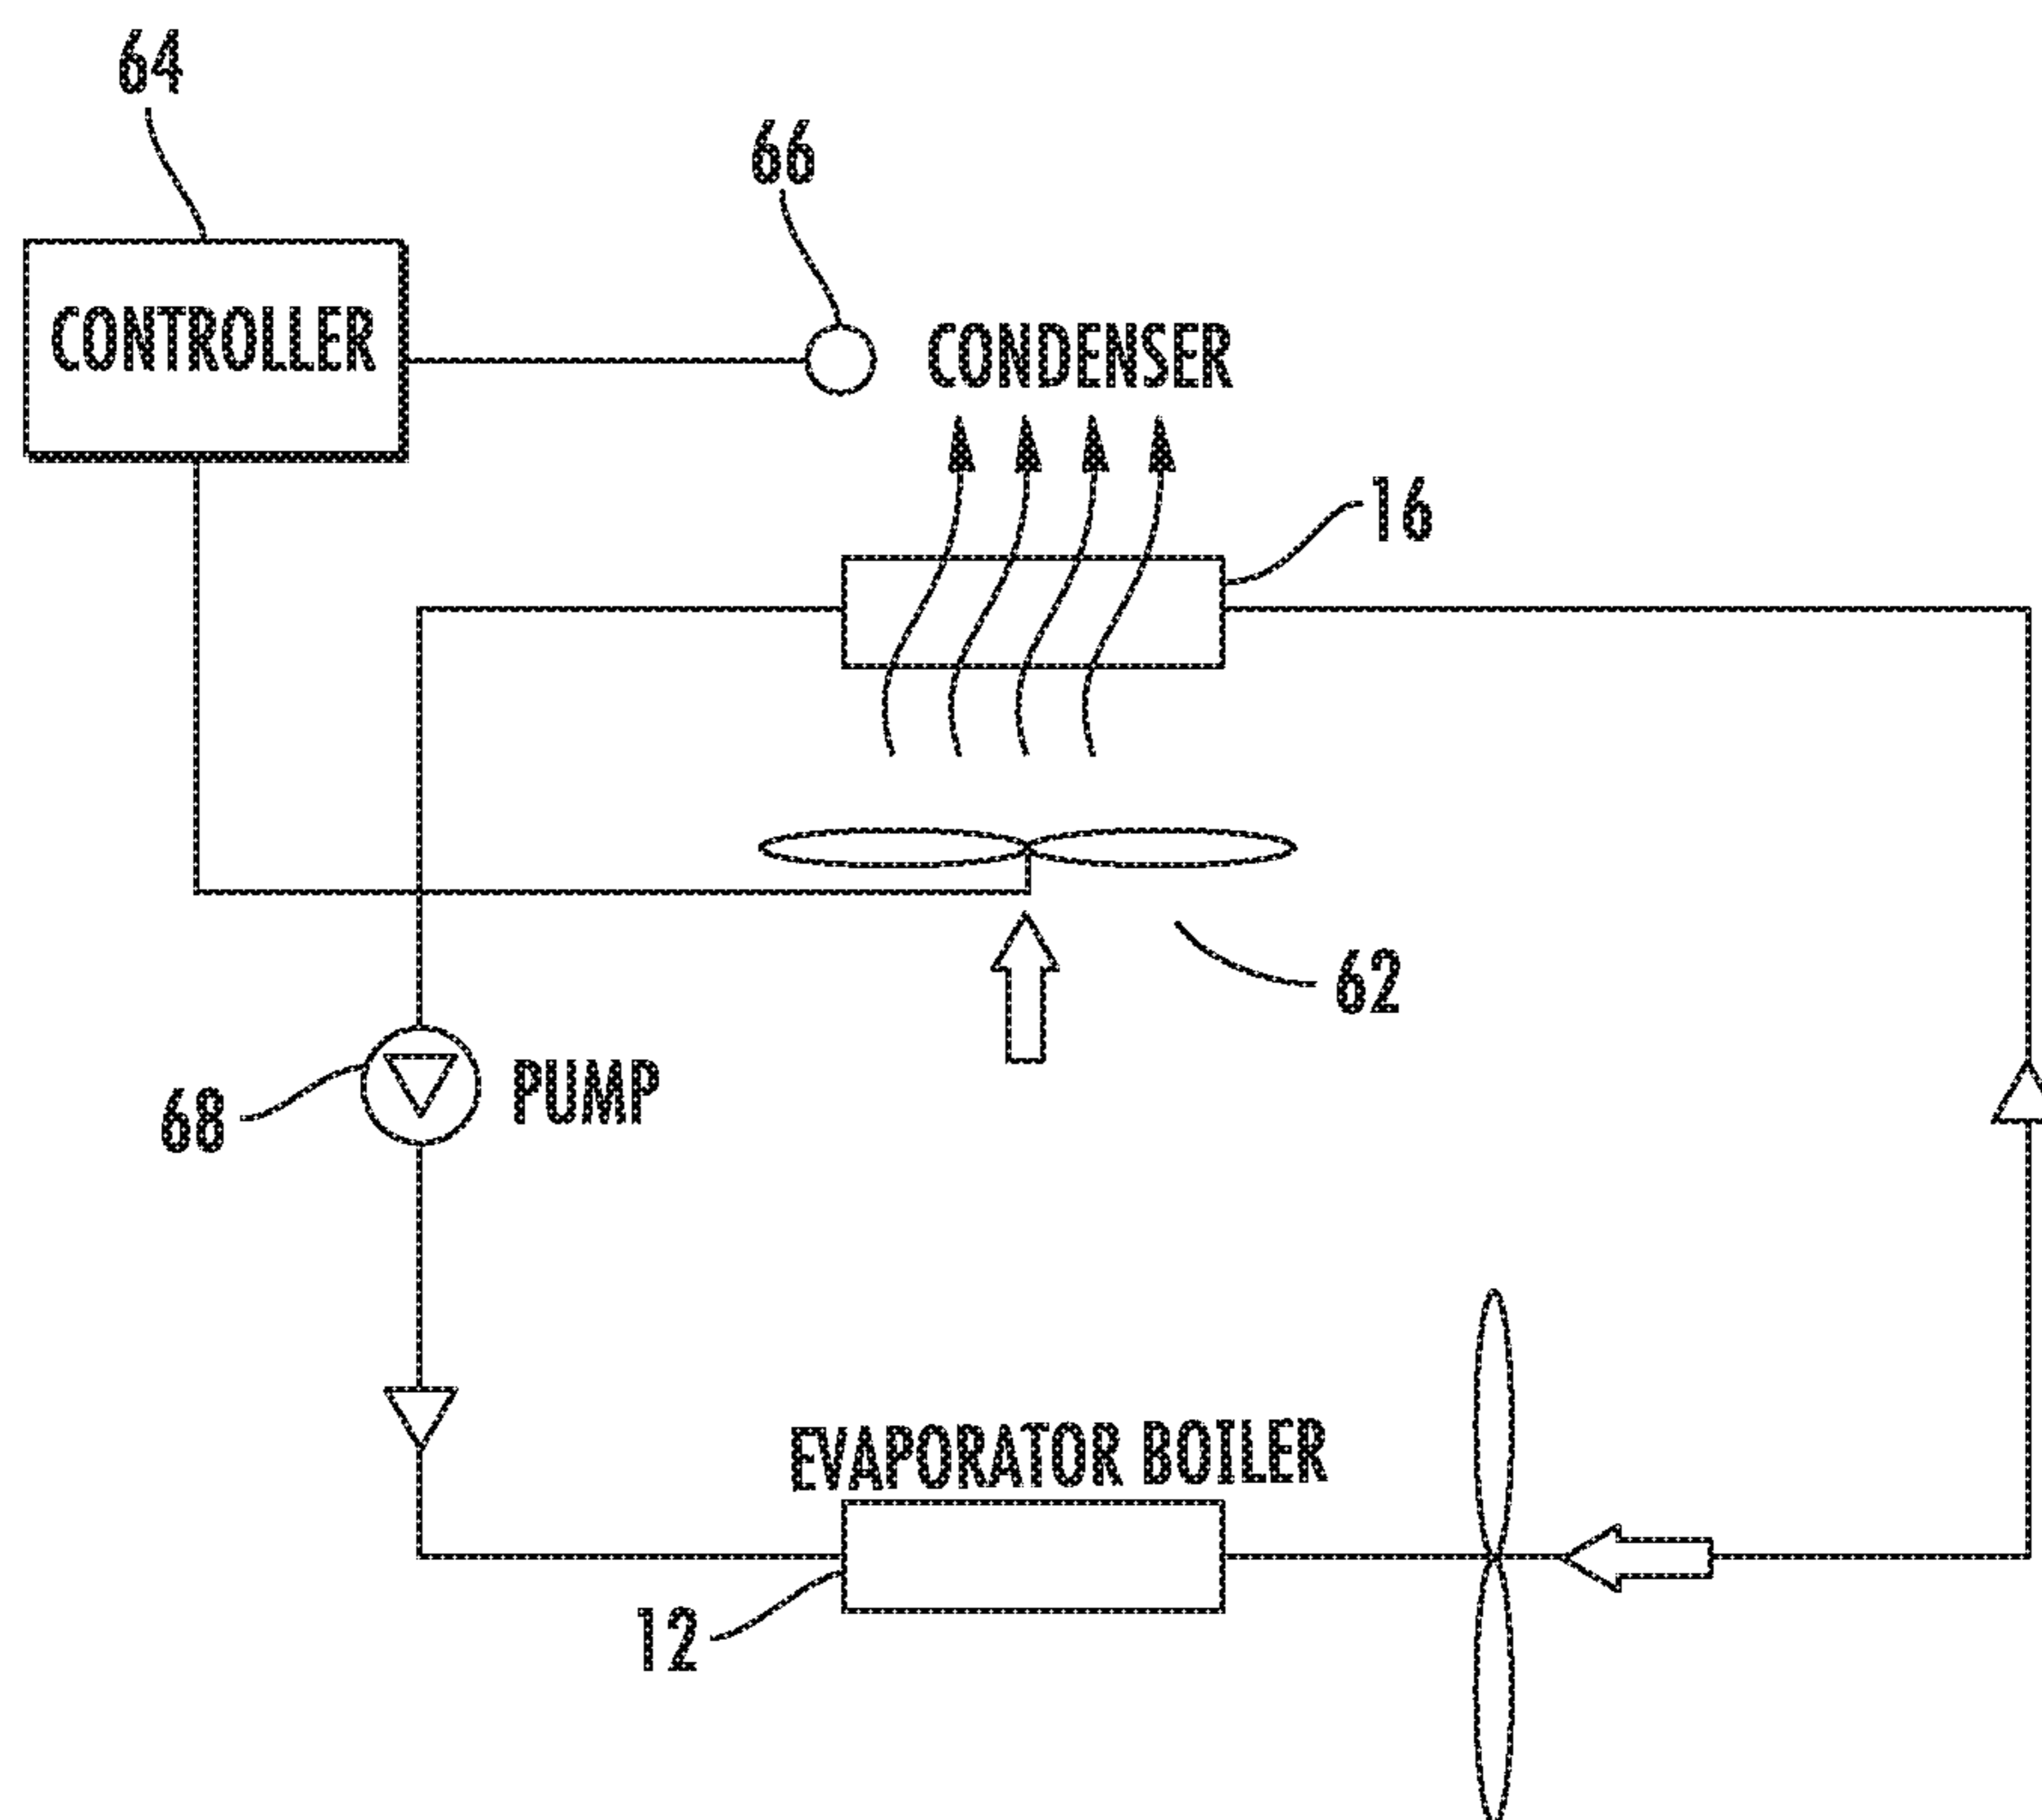 64
66
CONTROLLER
CONDENSER
16
62
68
PUMP
EVAPORATOR BOILER
12